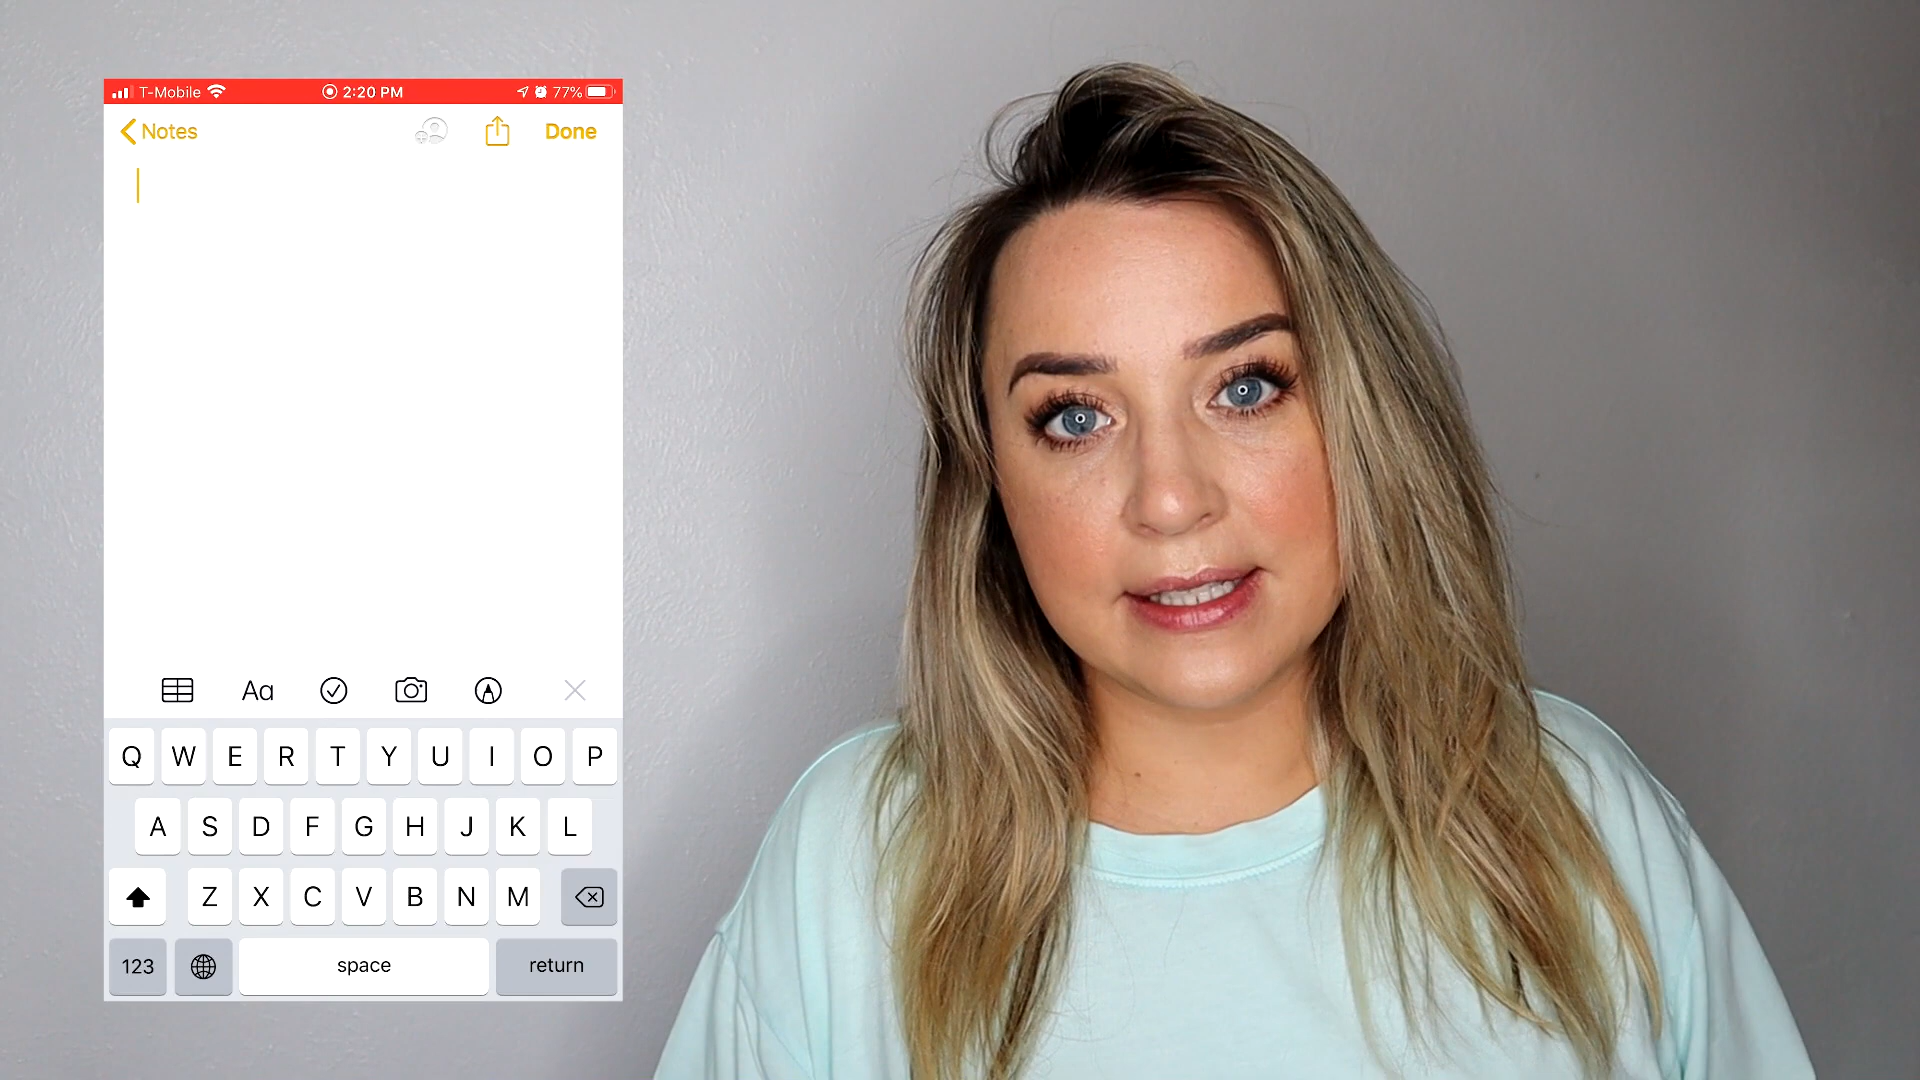 T-Mobile 2:20 PM 77%
Notes Done
Aa
Q W E R T Y U I O P
A S D F G H J K L
Z X C V B N M
123 space return